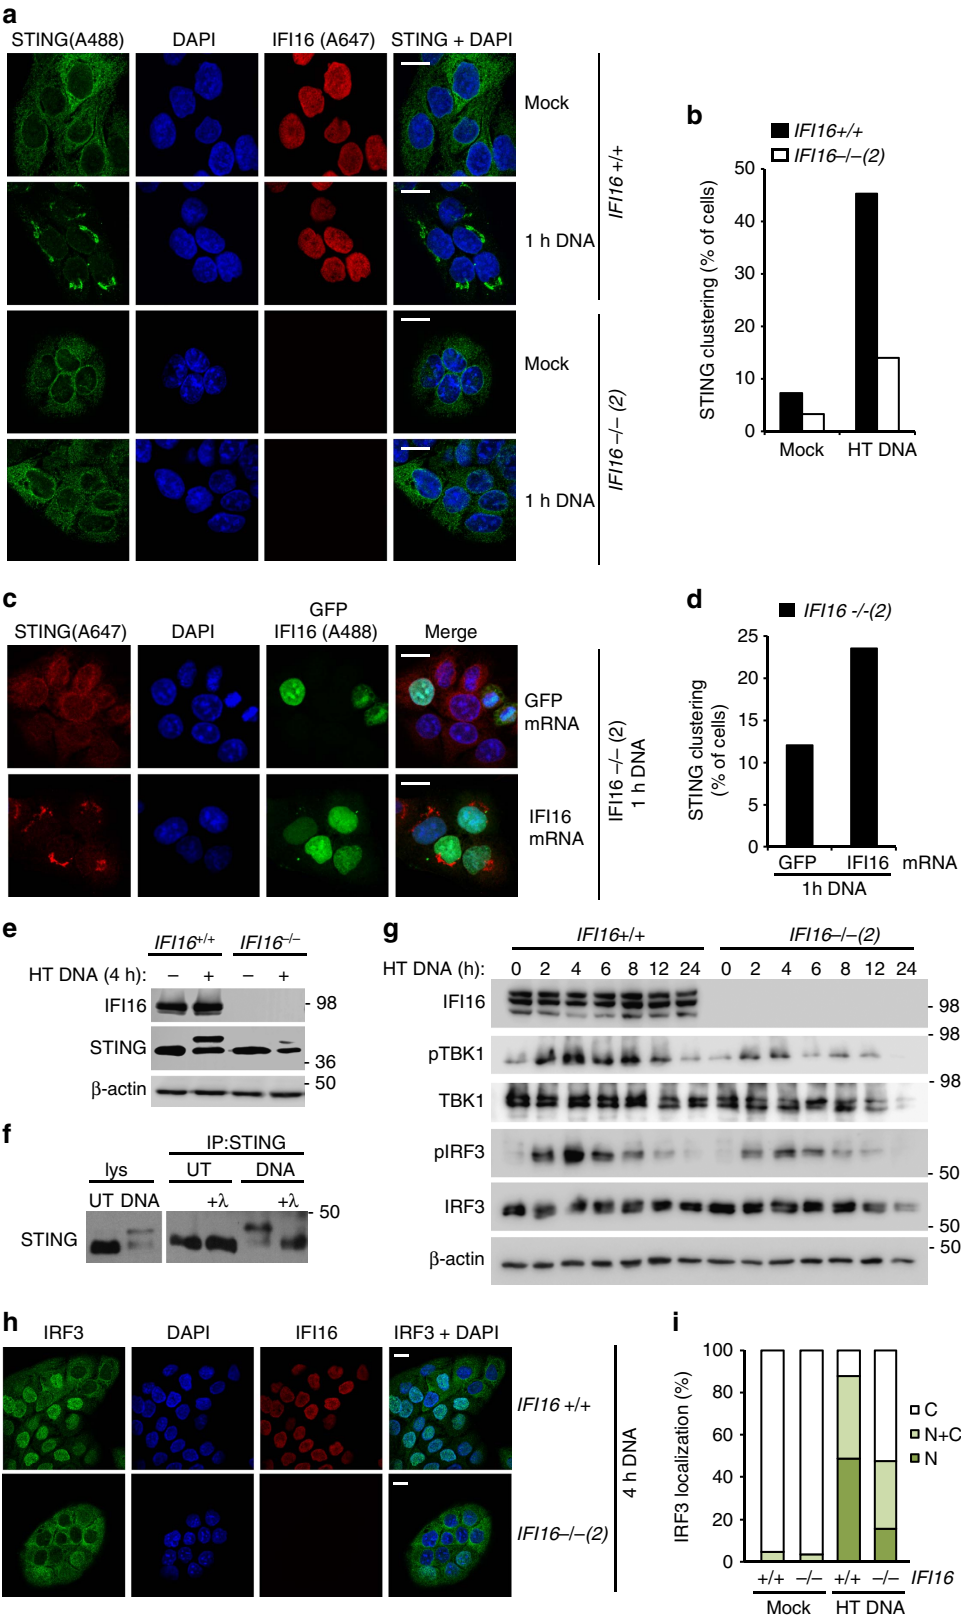 a
STING(A488) DAPI IFI16 (A647) STING + DAPI
Mock
1 h DNA
IFI16 +/+
Mock
1 h DNA
IFI16 –/– (2)
b
IFI16+/+
IFI16–/–(2)
STING clustering (% of cells)
50
40
30
20
10
0
Mock HT DNA
c
STING(A647) DAPI GFP IFI16 (A488) Merge
GFP mRNA
IFI16 mRNA
IFI16 –/– (2)
1 h DNA
d
IFI16 -/-(2)
STING clustering
(% of cells)
25
20
15
10
5
0
GFP IFI16 mRNA
1h DNA
e
IFI16+/+ IFI16–/–
HT DNA (4 h): – + – +
IFI16 - 98
STING - 36
β-actin - 50
f
IP:STING
lys UT DNA
UT DNA +λ +λ
- 50
STING
g
IFI16+/+ IFI16–/–(2)
HT DNA (h): 0 2 4 6 8 12 24 0 2 4 6 8 12 24
IFI16 - 98
- 98
pTBK1
- 98
TBK1
pIRF3 - 50
IRF3 - 50
- 50
β-actin
h
IRF3 DAPI IFI16 IRF3 + DAPI
IFI16 +/+
IFI16–/–(2)
4 h DNA
i
IRF3 localization (%)
100
80
60
40
20
0
C
N+C
N
+/+ –/– +/+ –/– IFI16
Mock HT DNA